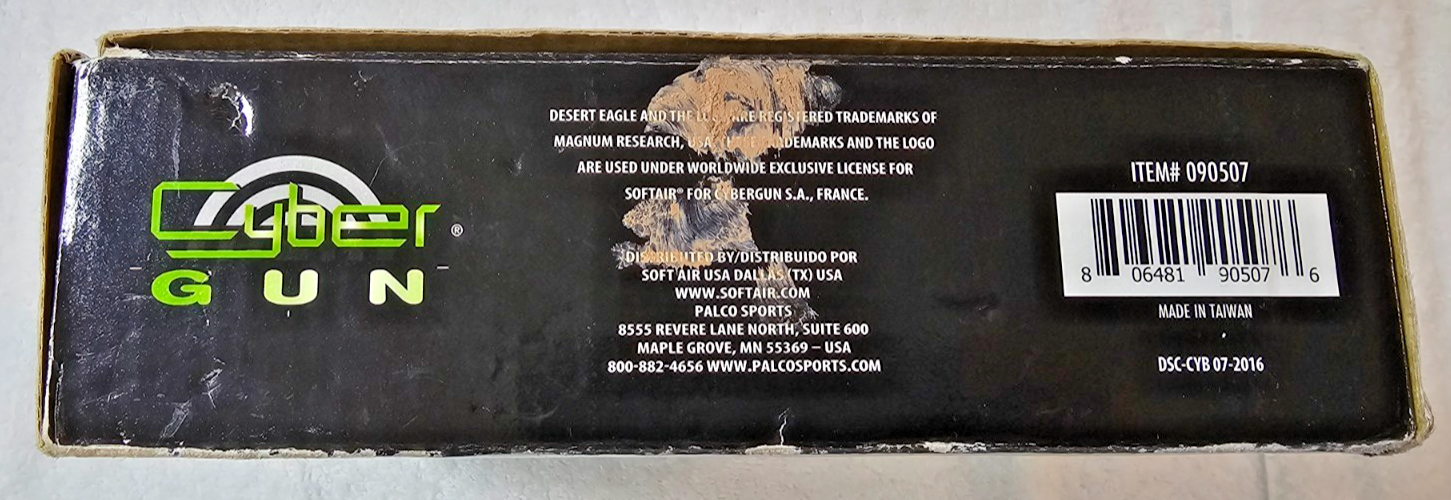 Cyber ®
GUN
DESERT EAGLE AND THE ARE REGISTERED TRADEMARKS OF
MAGNUM RESEARCH, USA. TRADEMARKS AND THE LOGO
ARE USED UNDER WORLDWIDE EXCLUSIVE LICENSE FOR
SOFTAIR® FOR CYBERGUN S.A., FRANCE.
DISTRIBUTED BY/DISTRIBUIDO POR
SOFT AIR USA DALLAS (TX) USA
WWW.SOFTAIR.COM
PALCO SPORTS
8555 REVERE LANE NORTH, SUITE 600
MAPLE GROVE, MN 55369 – USA
800-882-4656 WWW.PALCOSPORTS.COM
ITEM# 090507
8 06481 90507 6
MADE IN TAIWAN
DSC-CYB 07-2016